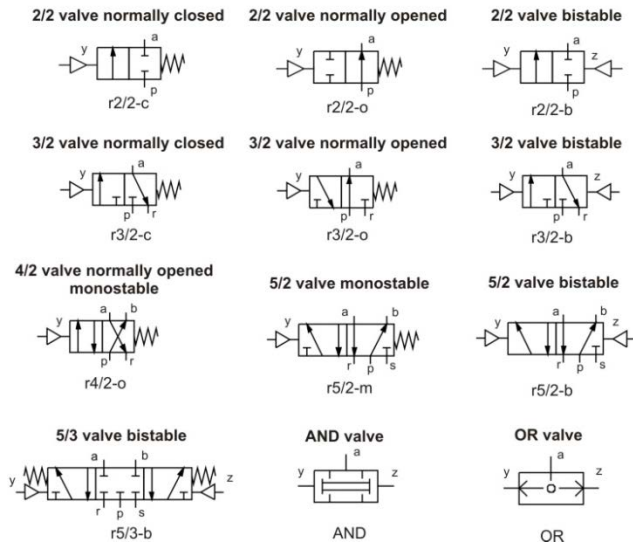 2/2 valve normally closed
2/2 valve normally opened
2/2 valve bistable
y a p
r2/2-c
y a p
r2/2-o
y a z p
r2/2-b
3/2 valve normally closed
3/2 valve normally opened
3/2 valve bistable
y a p r
r3/2-c
y a p r
r3/2-o
y a z p r
r3/2-b
4/2 valve normally opened
monostable
5/2 valve monostable
5/2 valve bistable
y a b p r
r4/2-o
y a b r p s
r5/2-m
y a b z r p s
r5/2-b
5/3 valve bistable
AND valve
OR valve
y a b z r p s
r5/3-b
a y z
AND
a y z
OR